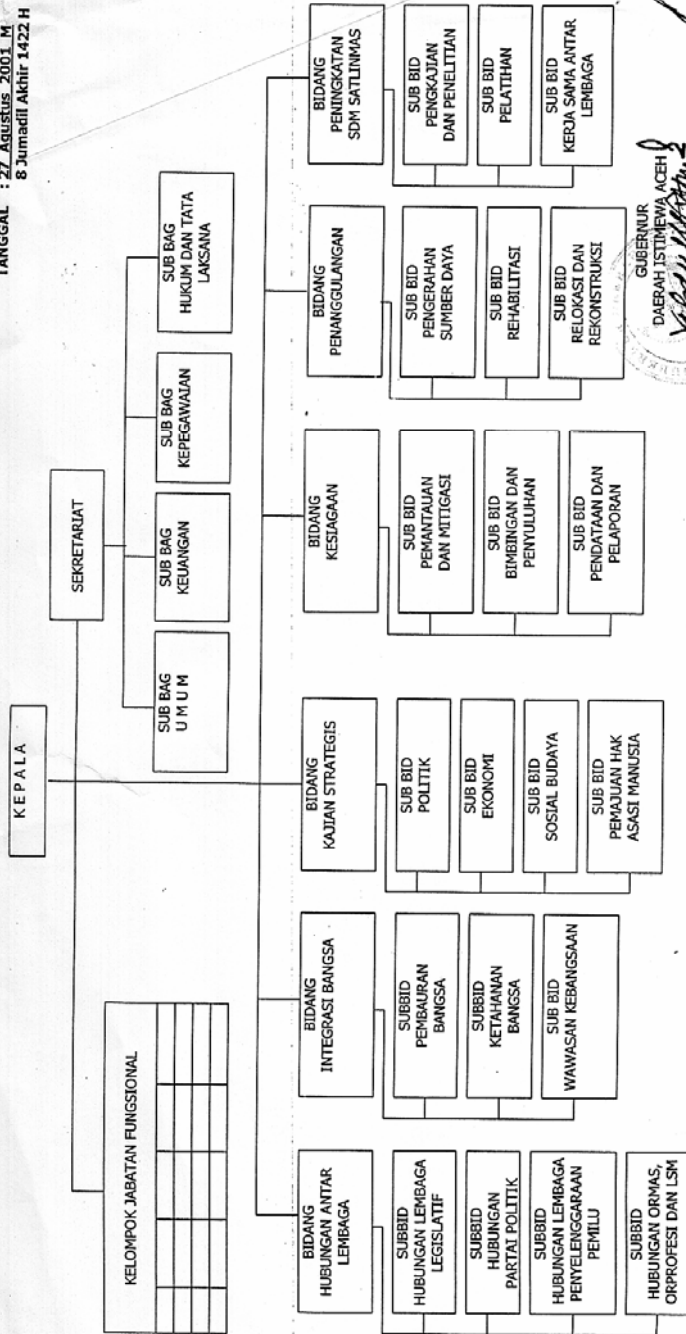 TANGGAL : 27 Agustus 2001 M
8 Jumadil Akhir 1422 H
KEPALA
SEKRETARIAT
KELOMPOK JABATAN FUNGSIONAL
SUB BAG
UMUM
SUB BAG
KEUANGAN
SUB BAG
KEPEGAWAIAN
SUB BAG
HUKUM DAN TATA
LAKSANA
BIDANG
HUBUNGAN ANTAR
LEMBAGA
SUBBID
HUBUNGAN LEMBAGA
LEGISLATIF
SUBBID
HUBUNGAN
PARTAI POLITIK
SUBBID
HUBUNGAN LEMBAGA
PENYELENGGARAAN
PEMILU
SUBBID
HUBUNGAN ORMAS,
ORPROFESI DAN LSM
BIDANG
INTEGRASI BANGSA
SUBBID
PEMBAURAN
BANGSA
SUBBID
KETAHANAN
BANGSA
SUB BID
WAWASAN KEBANGSAAN
BIDANG
KAJIAN STRATEGIS
SUB BID
POLITIK
SUB BID
EKONOMI
SUB BID
SOSIAL BUDAYA
SUB BID
PEMAJUAN HAK
ASASI MANUSIA
BIDANG
KESIAGAAN
SUB BID
PEMANTAUAN
DAN MITIGASI
SUB BID
BIMBINGAN DAN
PENYULUHAN
SUB BID
PENDATAAN DAN
PELAPORAN
BIDANG
PENANGGULANGAN
SUB BID
PENGERAHAN
SUMBER DAYA
SUB BID
REHABILITASI
SUB BID
RELOKASI DAN
REKONSTRUKSI
BIDANG
PENINGKATAN
SDM SATLINMAS
SUB BID
PENGKAJIAN
DAN PENELITIAN
SUB BID
PELATIHAN
SUB BID
KERJA SAMA ANTAR
LEMBAGA
GUBERNUR
DAERAH ISTIMEWA ACEH